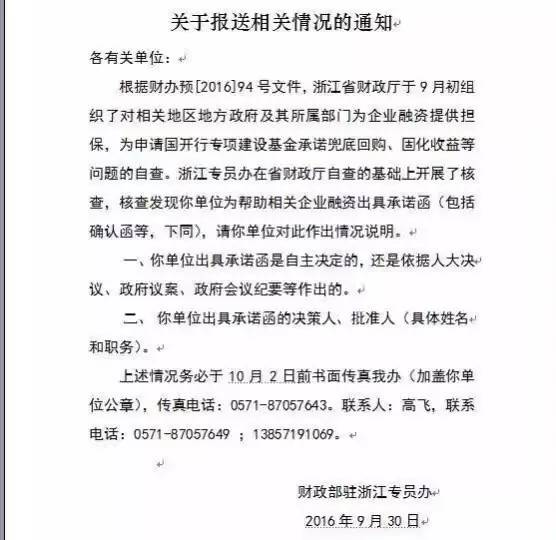 关于报送相关情况的通知
各有关单位：
根据财办预[2016]94 号文件，浙江省财政厅于 9 月初组
织了对相关地区地方政府及其所属部门为企业融资提供担
保，为申请国开行专项建设基金承诺兜底回购、固化收益等
问题的自查。浙江专员办在省财政厅自查的基础上开展了核
查，核查发现你单位为帮助相关企业融资出具承诺函（包括
确认函等，下同），请你单位对此作出情况说明。
一、你单位出具承诺函是自主决定的，还是依据人大决
议、政府议案、政府会议纪要等作出的。
二、 你单位出具承诺函的决策人、批准人（具体姓名
和职务）。
上述情况务必于 10 月 2 日前书面传真我办（加盖你单
位公章），传真电话：0571-87057643。联系人：高飞，联系
电话：0571-87057649 ；13857191069。
财政部驻浙江专员办
2016 年 9 月 30 日